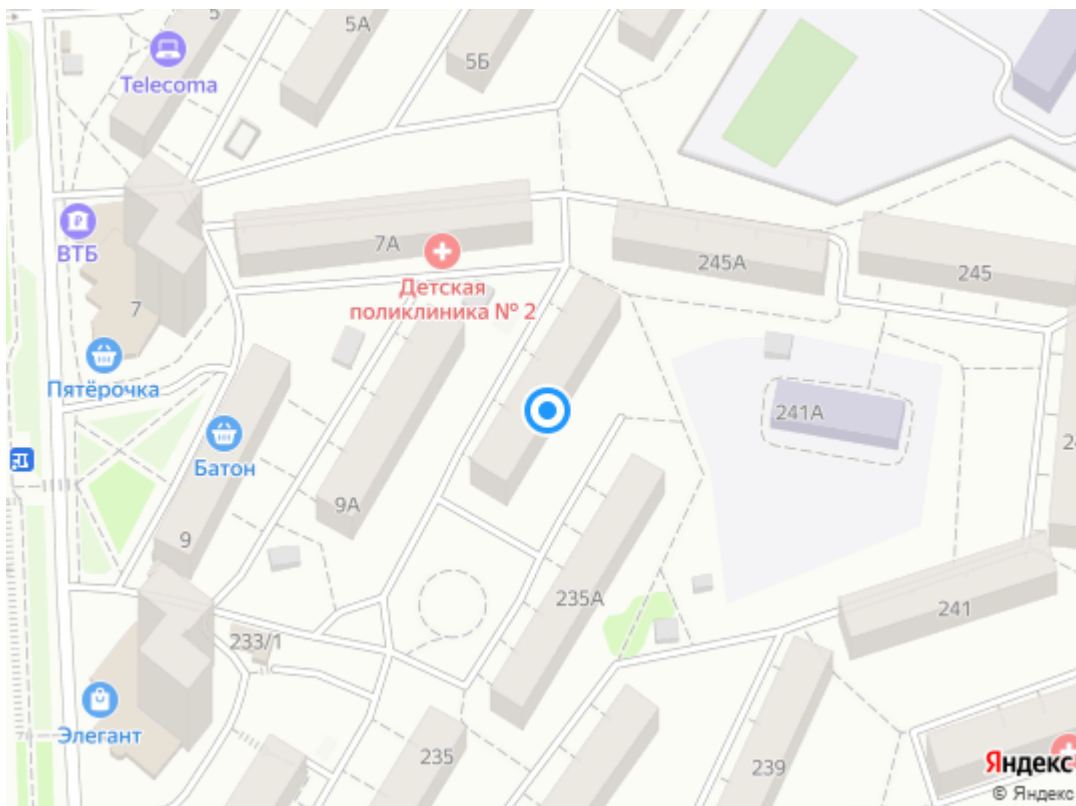 5
5А
5Б
Telecoma
ВТБ
7А
Детская
поликлиника № 2
245А
245
7
Пятёрочка
241А
Батон
9А
9
235А
241
233/1
Элегант
235
239
Яндекс
© Яндекс